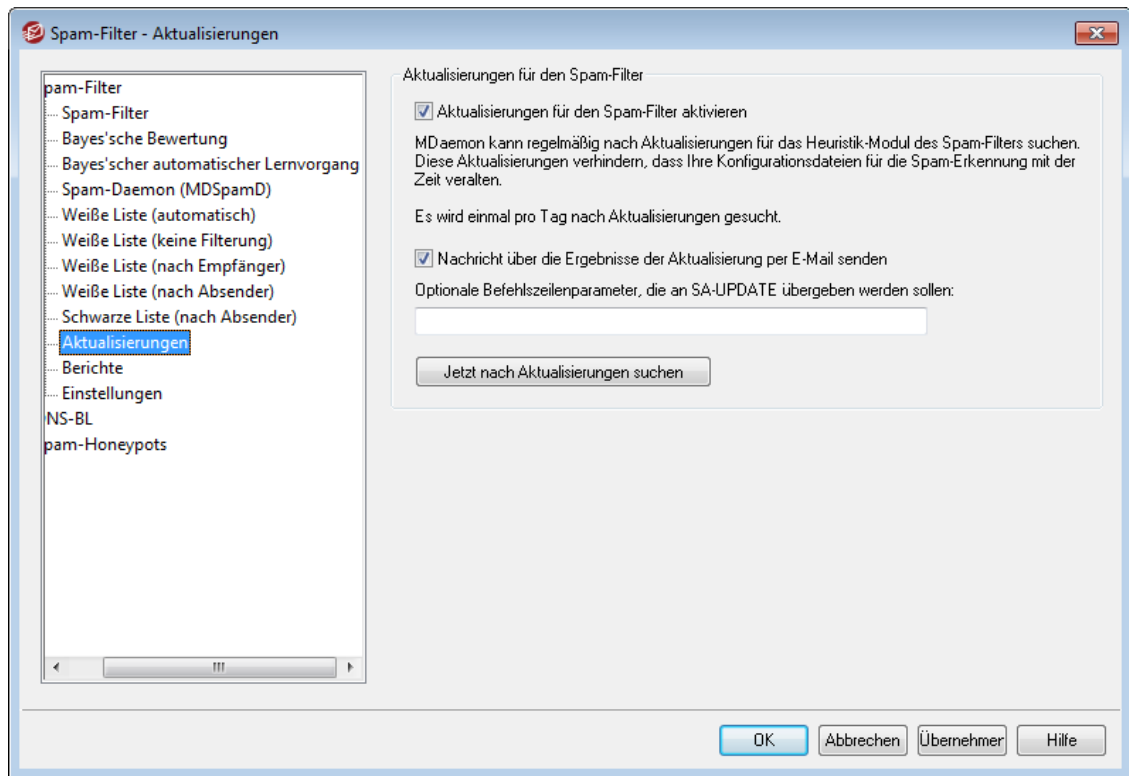 Spam-Filter - Aktualisierungen
pam-Filter
Spam-Filter
Bayes'sche Bewertung
Bayes'scher automatischer Lernvorgang
Spam-Daemon (MDSpamD)
Weiße Liste (automatisch)
Weiße Liste (keine Filterung)
Weiße Liste (nach Empfänger)
Weiße Liste (nach Absender)
Schwarze Liste (nach Absender)
Aktualisierungen
Berichte
Einstellungen
NS-BL
pam-Honeypots
Aktualisierungen für den Spam-Filter
Aktualisierungen für den Spam-Filter aktivieren
MDaemon kann regelmäßig nach Aktualisierungen für das Heuristik-Modul des Spam-Filters suchen.
Diese Aktualisierungen verhindern, dass Ihre Konfigurationsdateien für die Spam-Erkennung mit der
Zeit veralten.
Es wird einmal pro Tag nach Aktualisierungen gesucht.
Nachricht über die Ergebnisse der Aktualisierung per E-Mail senden
Optionale Befehlszeilenparameter, die an SA-UPDATE übergeben werden sollen:
Jetzt nach Aktualisierungen suchen
OK
Abbrechen
Übernehmer
Hilfe